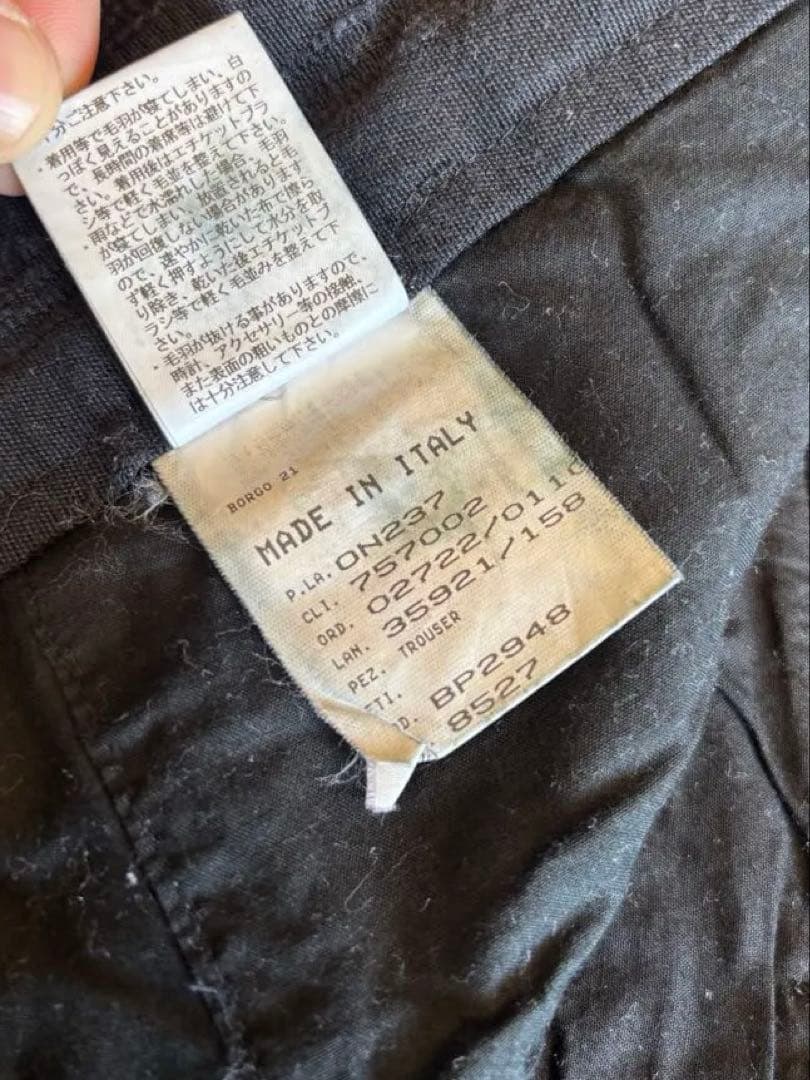 十分ご注意下さい。
・着用等で毛羽が寝てしまい、白
っぽく見えることがありますの
で、長時間の着席等は避けて下
さい。着用後はエチケットブラ
シ等で軽く毛並を整えて下さい。
・雨などで水濡れした場合、毛羽
が寝てしまい、放置されると毛
羽が回復しない場合があります
ので、速やかに乾いた布で擦ら
ず軽く押すようにして水分を取
り除き、乾いた後エチケットブ
ラシ等で軽く毛並みを整えて下
さい。
・毛羽が抜ける事がありますので、
時計、アクセサリー等の接触、
また表面の粗いものとの摩擦に
は十分注意して下さい。
BORGO 21
MADE IN ITALY
P.LA. ON237
CLI. 757002
ORD. 02722/0110
LAN. 35921/158
PEZ. TROUSER
TI. BP2948
D. 8527